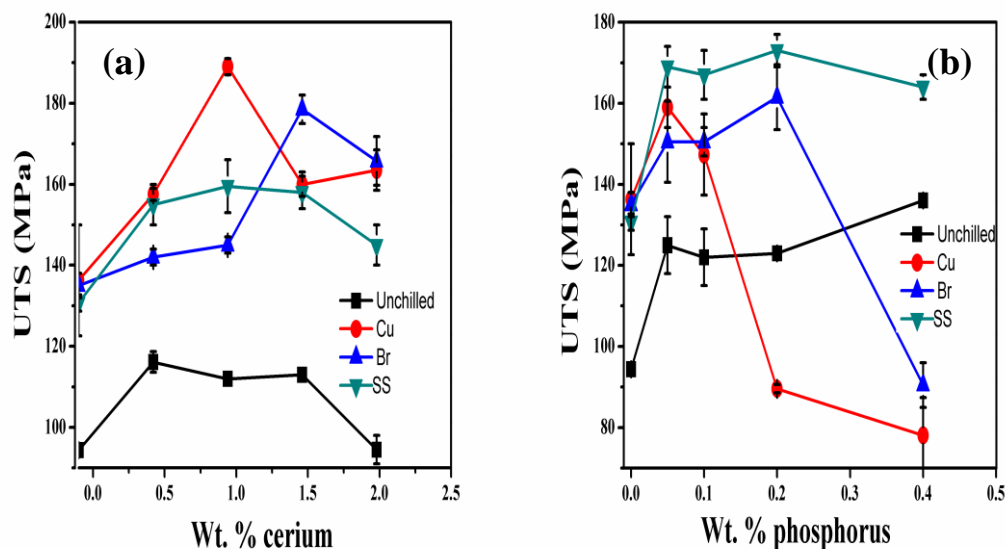 (a)
UTS (MPa)
200
180
160
140
120
100
0.0
0.5
1.0
1.5
2.0
2.5
Wt. % cerium
Unchilled
Cu
Br
SS
(b)
UTS (MPa)
180
160
140
120
100
80
0.0
0.1
0.2
0.3
0.4
0.5
Wt. % phosphorus
Unchilled
Cu
Br
SS